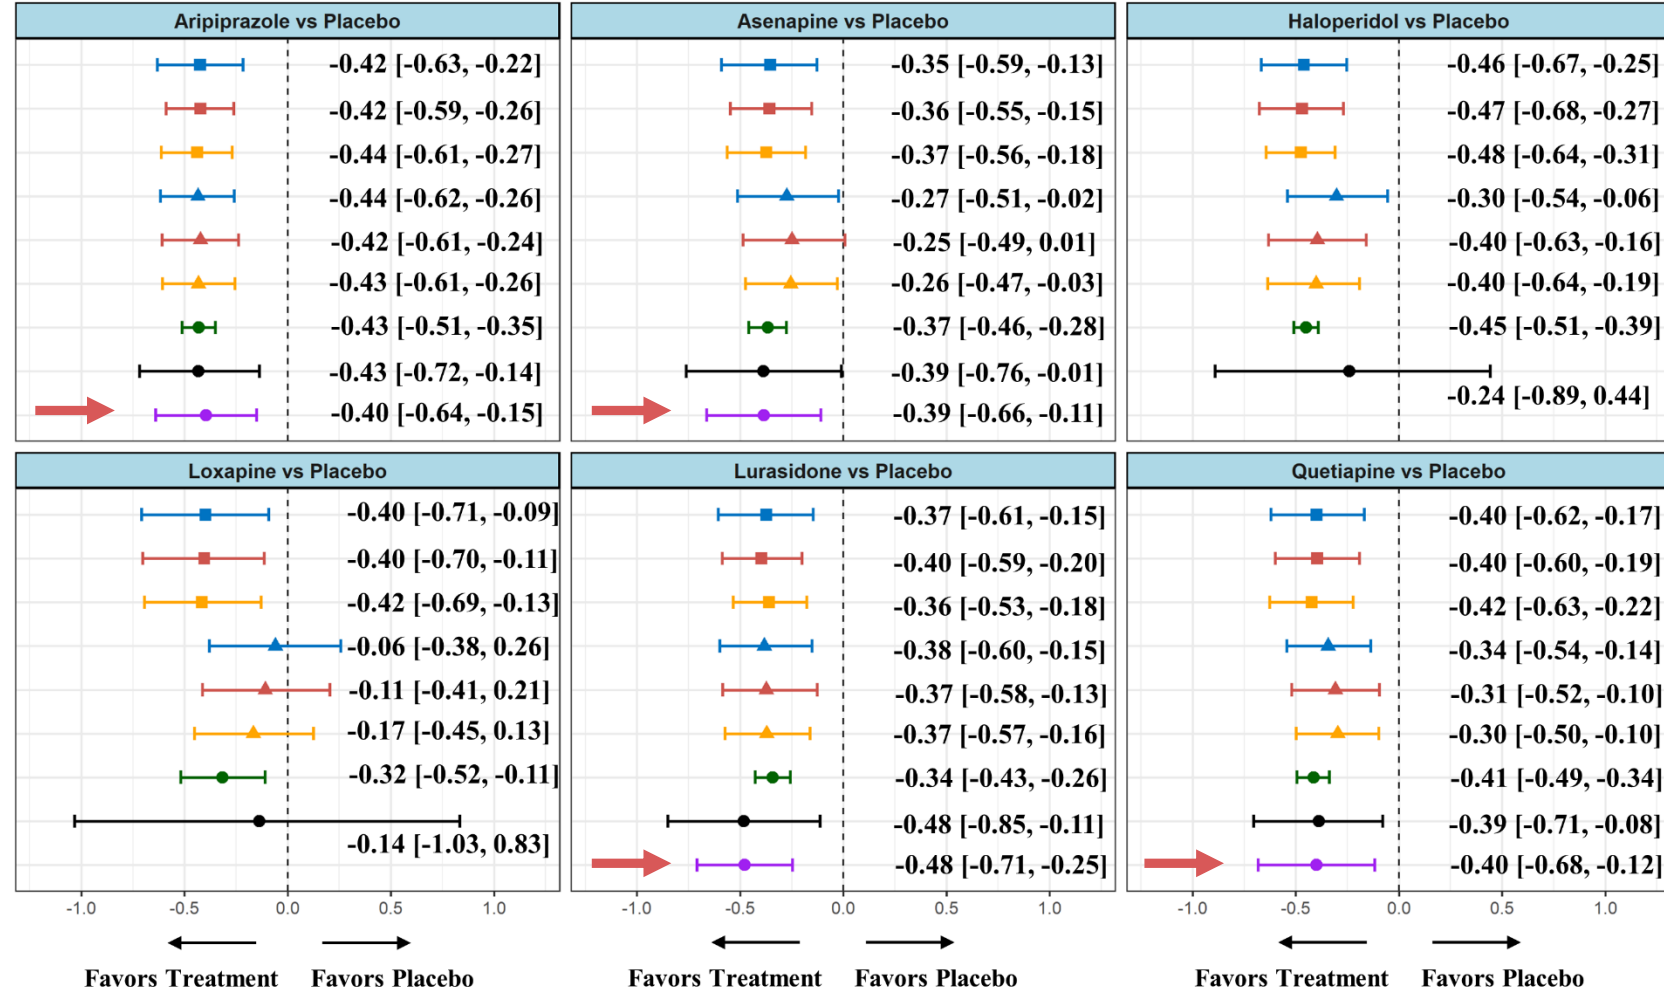 Aripiprazole vs Placebo
-0.42 [-0.63, -0.22]
-0.42 [-0.59, -0.26]
-0.44 [-0.61, -0.27]
-0.44 [-0.62, -0.26]
-0.42 [-0.61, -0.24]
-0.43 [-0.61, -0.26]
-0.43 [-0.51, -0.35]
-0.43 [-0.72, -0.14]
-0.40 [-0.64, -0.15]
Asenapine vs Placebo
-0.35 [-0.59, -0.13]
-0.36 [-0.55, -0.15]
-0.37 [-0.56, -0.18]
-0.27 [-0.51, -0.02]
-0.25 [-0.49, 0.01]
-0.26 [-0.47, -0.03]
-0.37 [-0.46, -0.28]
-0.39 [-0.76, -0.01]
-0.39 [-0.66, -0.11]
Haloperidol vs Placebo
-0.46 [-0.67, -0.25]
-0.47 [-0.68, -0.27]
-0.48 [-0.64, -0.31]
-0.30 [-0.54, -0.06]
-0.40 [-0.63, -0.16]
-0.40 [-0.64, -0.19]
-0.45 [-0.51, -0.39]
-0.24 [-0.89, 0.44]
Loxapine vs Placebo
-0.40 [-0.71, -0.09]
-0.40 [-0.70, -0.11]
-0.42 [-0.69, -0.13]
-0.06 [-0.38, 0.26]
-0.11 [-0.41, 0.21]
-0.17 [-0.45, 0.13]
-0.32 [-0.52, -0.11]
-0.14 [-1.03, 0.83]
Lurasidone vs Placebo
-0.37 [-0.61, -0.15]
-0.40 [-0.59, -0.20]
-0.36 [-0.53, -0.18]
-0.38 [-0.60, -0.15]
-0.37 [-0.58, -0.13]
-0.37 [-0.57, -0.16]
-0.34 [-0.43, -0.26]
-0.48 [-0.85, -0.11]
-0.48 [-0.71, -0.25]
Quetiapine vs Placebo
-0.40 [-0.62, -0.17]
-0.40 [-0.60, -0.19]
-0.42 [-0.63, -0.22]
-0.34 [-0.54, -0.14]
-0.31 [-0.52, -0.10]
-0.30 [-0.50, -0.10]
-0.41 [-0.49, -0.34]
-0.39 [-0.71, -0.08]
-0.40 [-0.68, -0.12]
-1.0 -0.5 0.0 0.5 1.0
-1.0 -0.5 0.0 0.5 1.0
-1.0 -0.5 0.0 0.5 1.0
Favors Treatment Favors Placebo
Favors Treatment Favors Placebo
Favors Treatment Favors Placebo